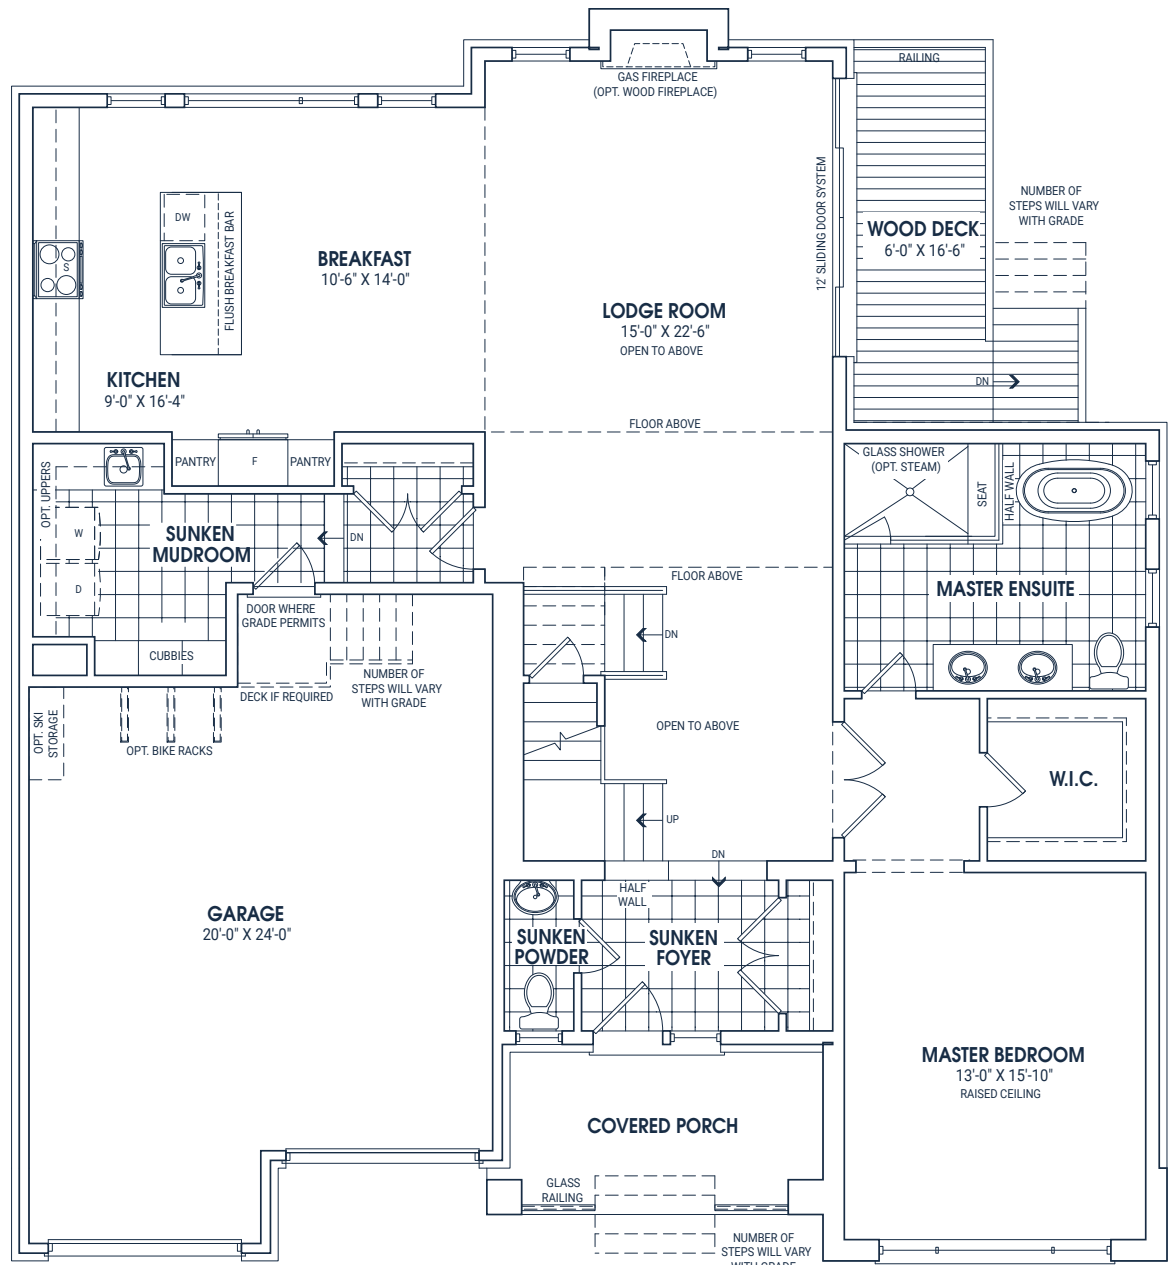 RAILING
GAS FIREPLACE
(OPT. WOOD FIREPLACE)
12' SLIDING DOOR SYSTEM
NUMBER OF
STEPS WILL VARY
WITH GRADE
WOOD DECK
6'-0" X 16'-6"
DW
S
FLUSH BREAKFAST BAR
BREAKFAST
10'-6" X 14'-0"
LODGE ROOM
15'-0" X 22'-6"
OPEN TO ABOVE
KITCHEN
9'-0" X 16'-4"
DN
FLOOR ABOVE
PANTRY
F
PANTRY
GLASS SHOWER
(OPT. STEAM)
SEAT
HALF WALL
OPT. UPPERS
W
D
SUNKEN
MUDROOM
DN
FLOOR ABOVE
MASTER ENSUITE
DOOR WHERE
GRADE PERMITS
DN
CUBBIES
NUMBER OF
STEPS WILL VARY
WITH GRADE
DECK IF REQUIRED
OPT. SKI
STORAGE
OPT. BIKE RACKS
OPEN TO ABOVE
W.I.C.
UP
DN
HALF
WALL
GARAGE
20'-0" X 24'-0"
SUNKEN
POWDER
SUNKEN
FOYER
MASTER BEDROOM
13'-0" X 15'-10"
RAISED CEILING
COVERED PORCH
GLASS
RAILING
NUMBER OF
STEPS WILL VARY
WITH GRADE